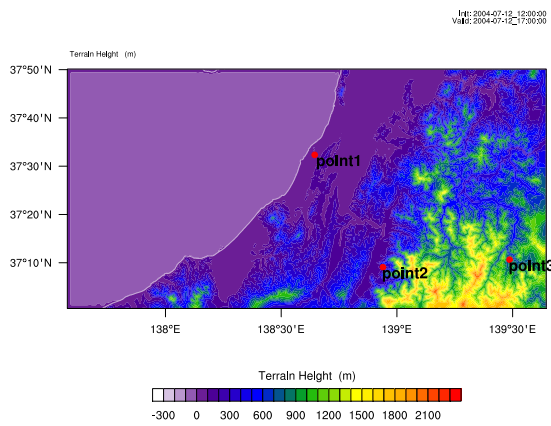 Init: 2004-07-12_12:00:00
Valid: 2004-07-12_17:00:00
Terrain Height (m)
37°50'N
37°40'N
37°30'N
37°20'N
37°10'N
point1
point2
point3
138°E
138°30'E
139°E
139°30'E
Terrain Height (m)
-300 0 300 600 900 1200 1500 1800 2100